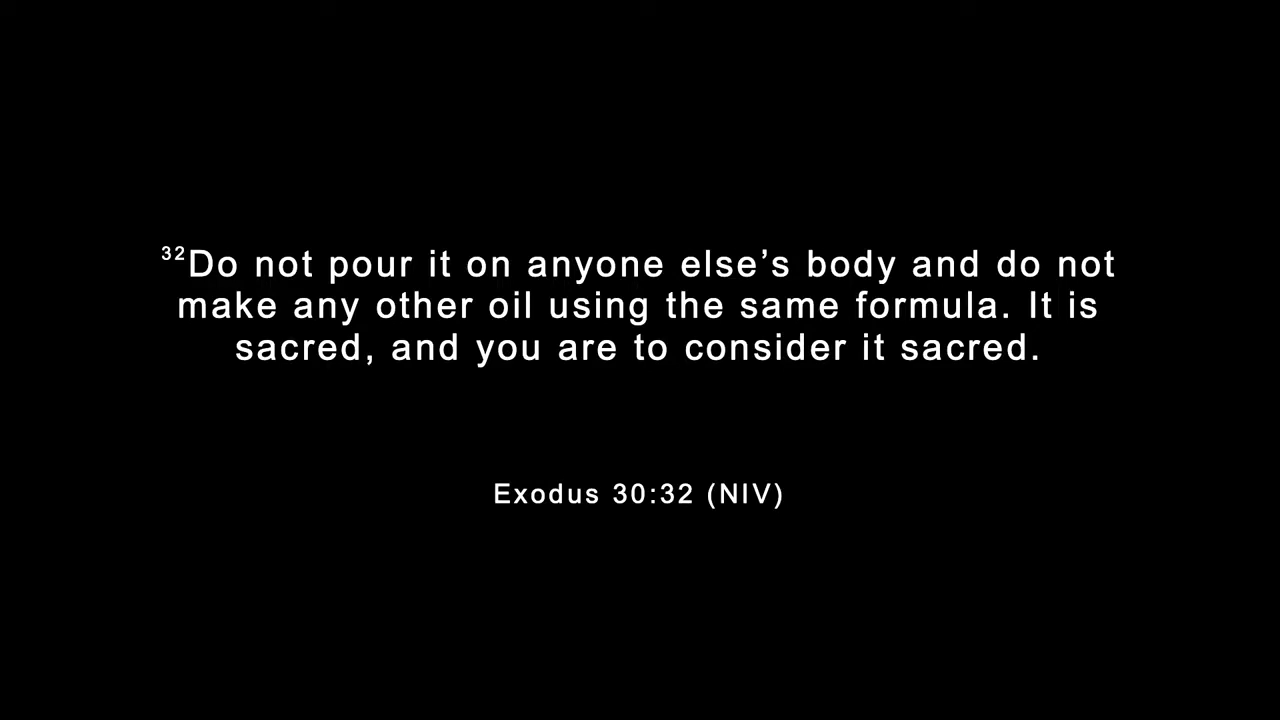 ³²Do not pour it on anyone else’s body and do not
make any other oil using the same formula. It is
sacred, and you are to consider it sacred.
Exodus 30:32 (NIV)